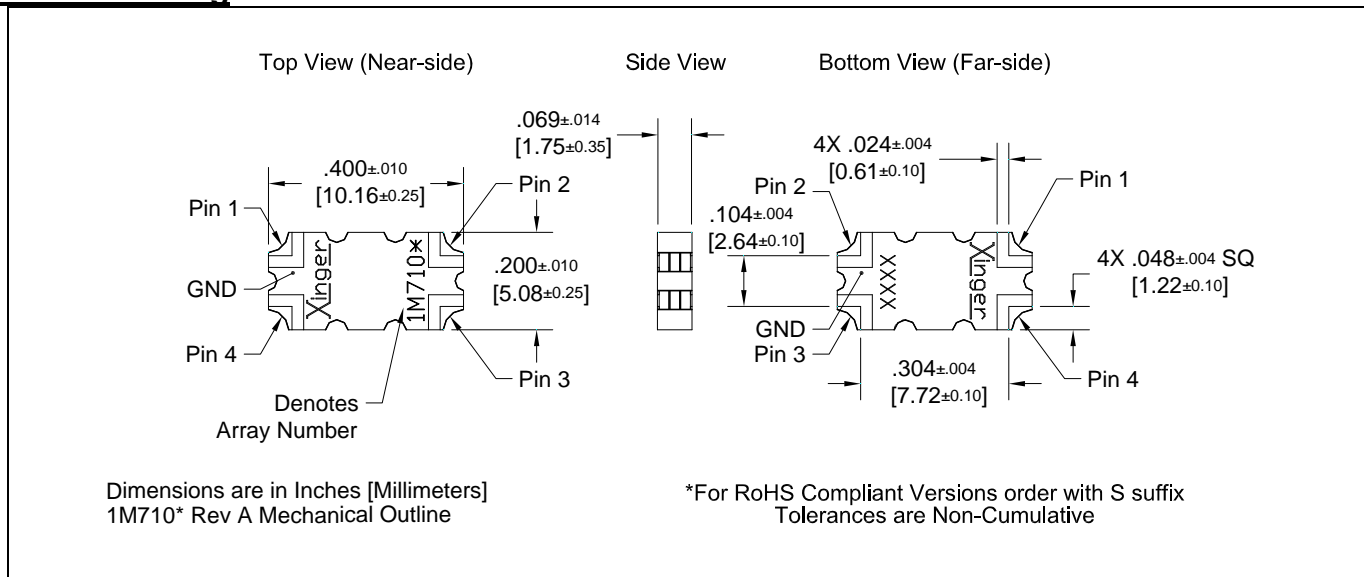 Top View (Near-side)
Side View
Bottom View (Far-side)
.069±.014
[1.75±0.35]
4X .024±.004
[0.61±0.10]
.400±.010
[10.16±0.25]
Pin 1
Pin 2
GND
Xinger
1M710*
.200±.010
[5.08±0.25]
Pin 4
Pin 3
Denotes
Array Number
.104±.004
[2.64±0.10]
Pin 2
Pin 1
XXXX
Xinger
4X .048±.004 SQ
[1.22±0.10]
GND
Pin 3
Pin 4
.304±.004
[7.72±0.10]
Dimensions are in Inches [Millimeters]
1M710* Rev A Mechanical Outline
*For RoHS Compliant Versions order with S suffix
Tolerances are Non-Cumulative